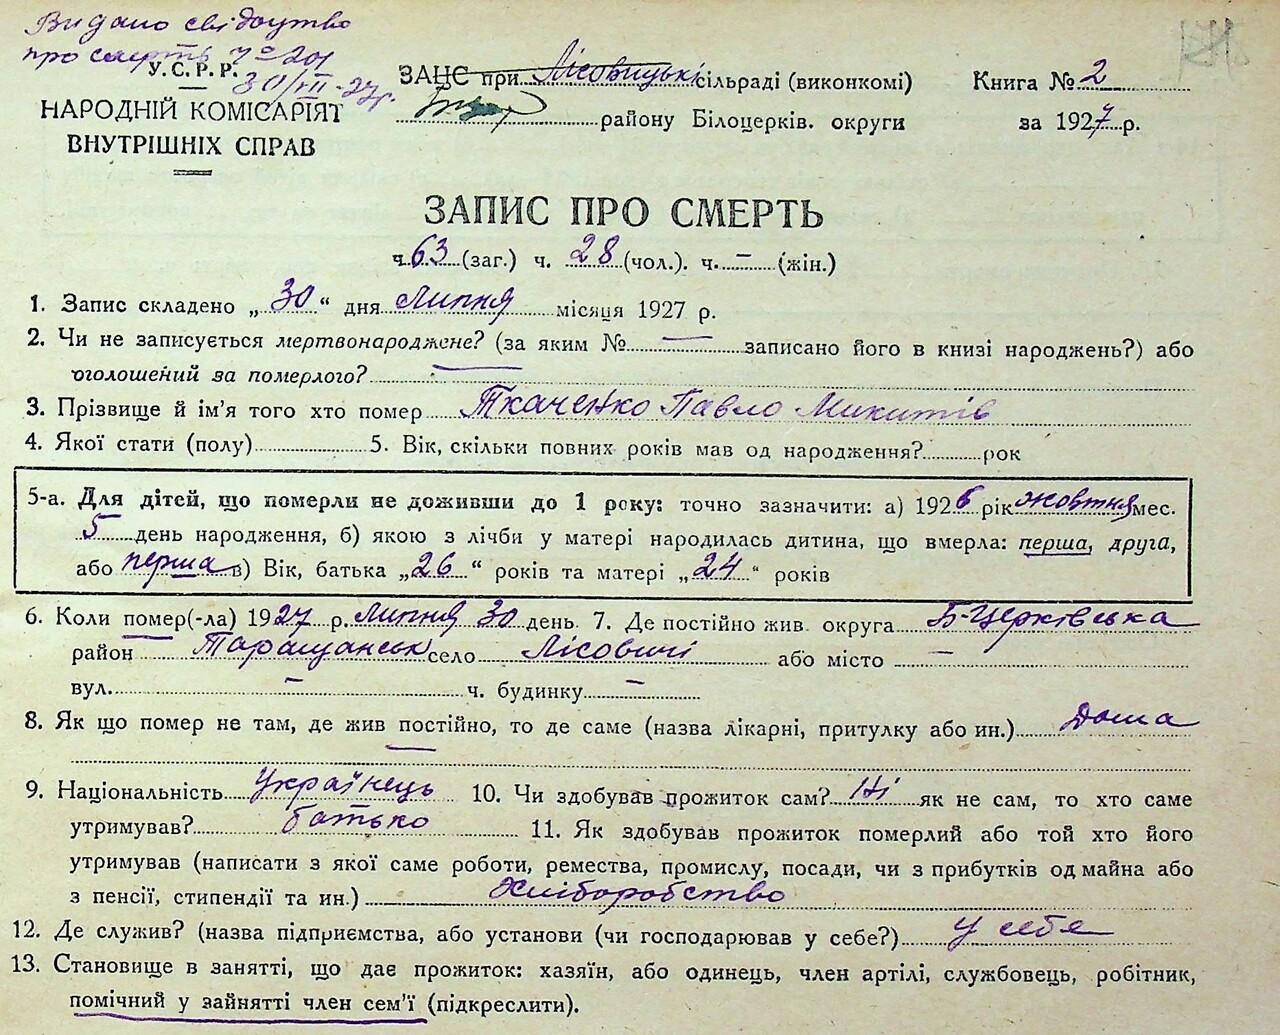 Видано свідоцтво
про смерть
30/VII-27р.
У.С.Р.Р.
НАРОДНІЙ КОМІСАРІЯТ
ВНУТРІШНІХ СПРАВ
ЗАНС при Лісовицькі сільраді (виконкомі)
району Білоцерків. округи
Книга № 2
за 1927 р.
ЗАПИС ПРО СМЕРТЬ
ч. 63 (заг.) ч. 28 (чол.). ч. – (жін.)
1. Запис складено „30“ дня Липня місяця 1927 р.
2. Чи не записується мертвонароджене? (за яким № — записано його в книзі народжень?) або
оголошений за померлого? —
3. Прізвище й ім'я того хто помер Ткаченко Павло Микитів
4. Якої стати (полу) 5. Вік, скільки повних років мав од народження? рок
5-а. Для дітей, що померли не доживши до 1 року: точно зазначити: а) 1926 рік жовтня мес.
5 день народження, б) якою з лічби у матері народилась дитина, що вмерла: перша, друга,
або перша в) Вік, батька „26“ років та матері „24“ років
6. Коли помер(-ла) 1927 р. Липня 30 день 7. Де постійно жив округа Б-Церківська
район Таращанськ село Лісовичі або місто –
вул. – ч. будинку –
8. Як що помер не там, де жив постійно, то де саме (назва лікарні, притулку або ин.) Дома
9. Національність Українець 10. Чи здобував прожиток сам? Ні як не сам, то хто саме
утримував? батько 11. Як здобував прожиток померлий або той хто його
утримував (написати з якої саме роботи, ремества, промислу, посади, чи з прибутків од майна або
з пенсії, стипендії та ин.) Хліборобство
12. Де служив? (назва підприємства, або установи (чи господарював у себе?) У себе
13. Становище в занятті, що дає прожиток: хазяїн, або одинець, член артілі, службовець, робітник,
помічний у зайнятті член сем'ї (підкреслити).